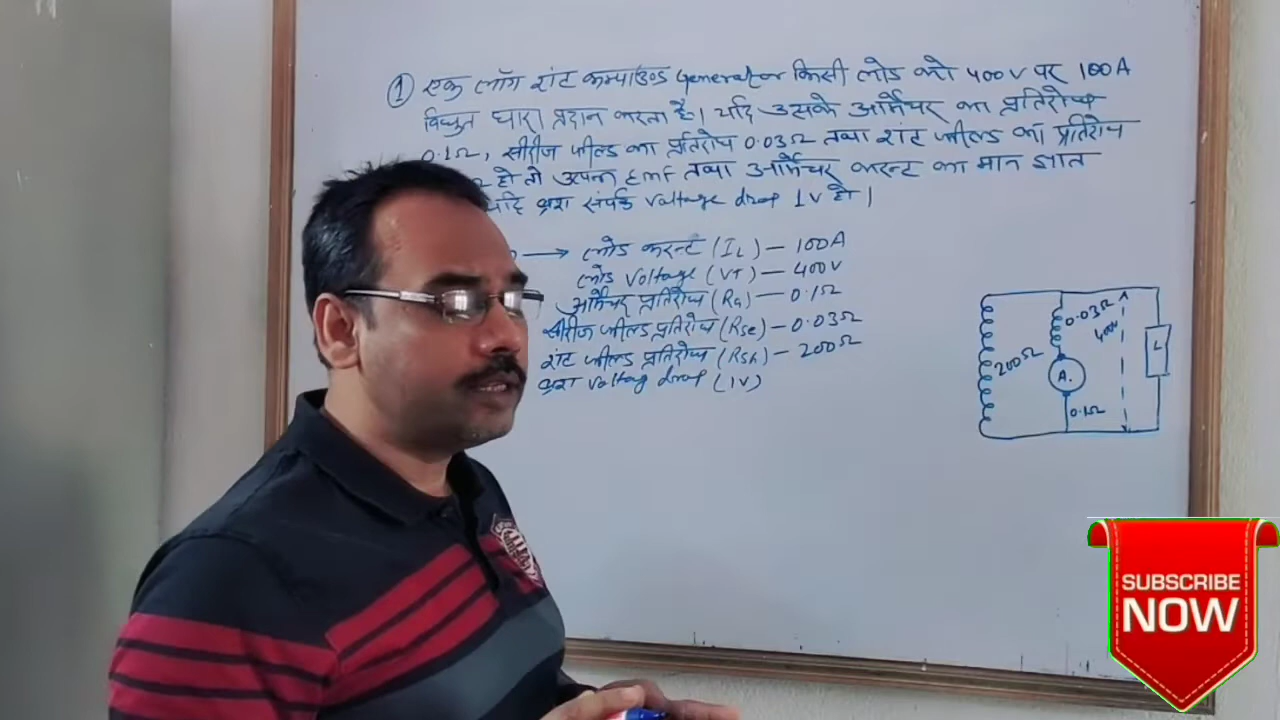 ① एक लॉग शंट कम्पाउण्ड Generator किसी लोड को 400V पर 100A
विद्युत धारा प्रदान करता है। यदि उसके आर्मेचर का प्रतिरोध
0.1Ω, सीरीज फील्ड का प्रतिरोध 0.03Ω तथा शंट फील्ड का प्रतिरोध
Ω हो तो उत्पन्न emf तथा आर्मेचर करन्ट का मान ज्ञात
यदि ब्रश संर्पक Voltage drop 1V हो।
→ लोड करन्ट (IL) — 100A
लोड Voltage (VT) — 400V
आर्मेचर प्रतिरोध (Ra) — 0.1Ω
सीरीज फील्ड प्रतिरोध (Rse) — 0.03Ω
शंट फील्ड प्रतिरोध (Rsh) — 200Ω
ब्रश Voltag drop (1V)
0.03Ω
400V
L
200Ω
A.
0.1Ω
SUBSCRIBE
NOW